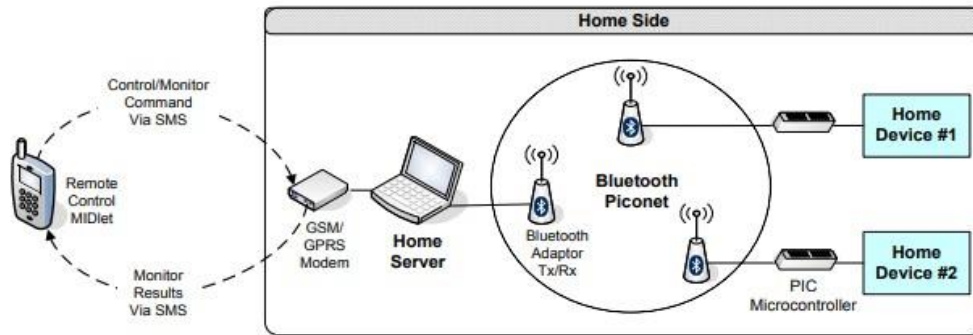 Home Side
Control/Monitor
Command
Via SMS
Remote
Control
MIDlet
Monitor
Results
Via SMS
GSM/
GPRS
Modem
Home
Server
Bluetooth
Piconet
Bluetooth
Adaptor
Tx/Rx
Home
Device #1
PIC
Microcontroller
Home
Device #2